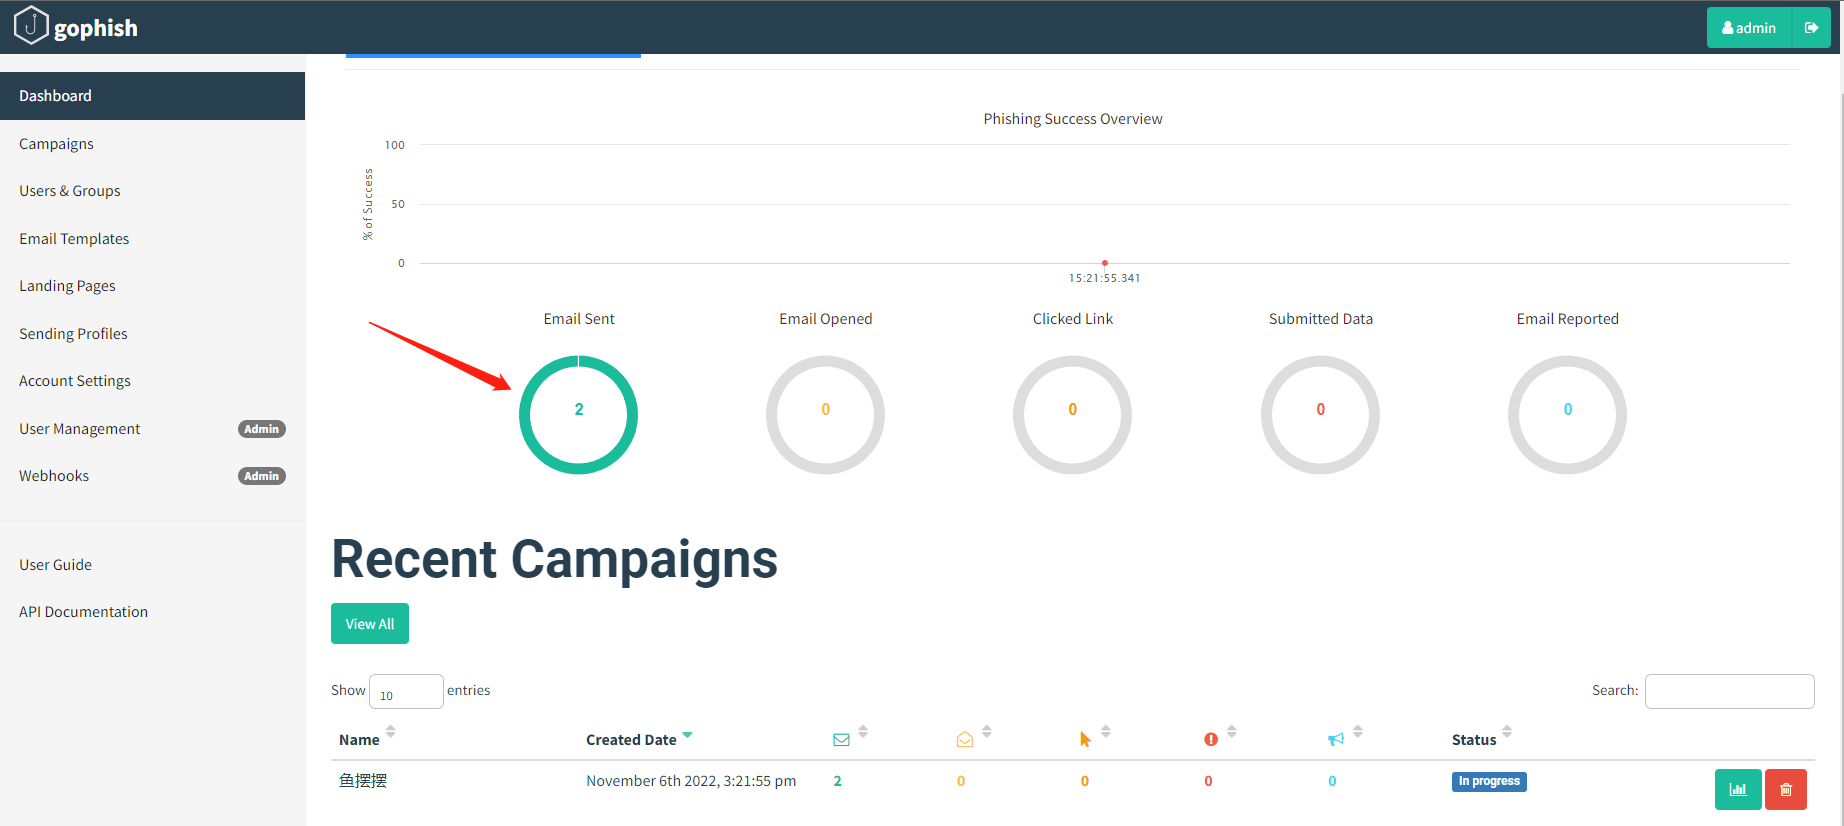 gophish
admin
Dashboard
Campaigns
Users & Groups
Email Templates
Landing Pages
Sending Profiles
Account Settings
User Management Admin
Webhooks Admin
User Guide
API Documentation
Phishing Success Overview
% of Success
100
50
0
15:21:55.341
Email Sent Email Opened Clicked Link Submitted Data Email Reported
2 0 0 0 0
Recent Campaigns
View All
Show 10 entries Search:
Name Created Date Status
鱼摆摆 November 6th 2022, 3:21:55 pm 2 0 0 0 0 In progress